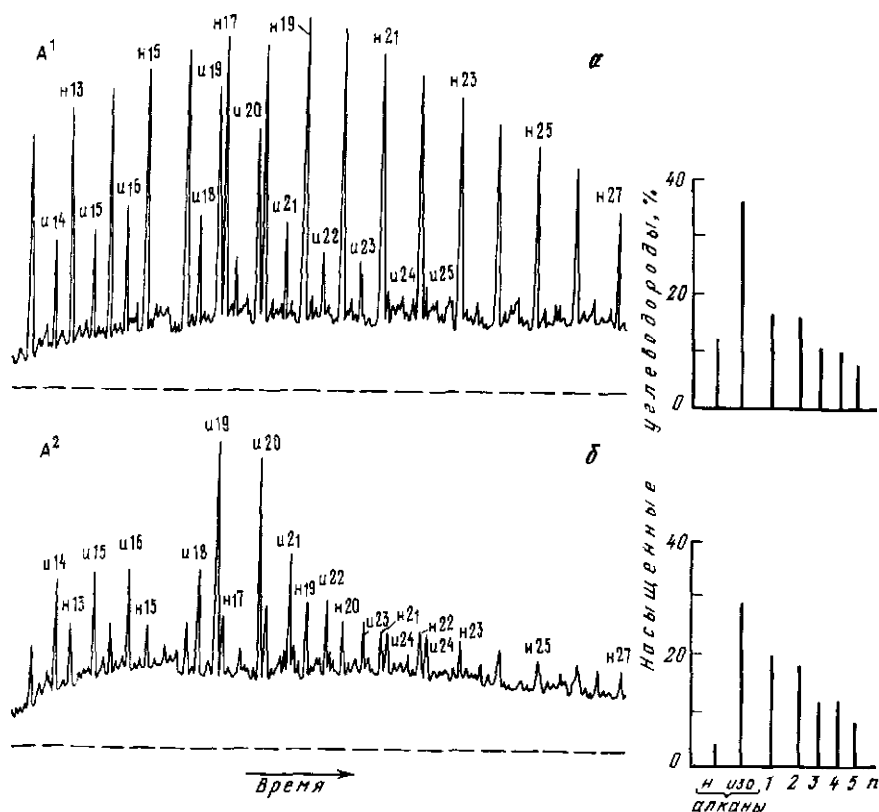 A¹
а
н13
н15
н17
н19
н21
н23
н25
н27
и14
и15
и16
и18
и19
и20
и21
и22
и23
и24
и25
A²
б
и14
н13
и15
и16
н15
и18
и19
н17
и20
и21
н19
и22
н20
и23
н21
и24
н22
и24
н23
н25
н27
Время
Насыщенные углеводороды, %
40
20
0
40
20
0
н изо 1 2 3 4 5 n
алканы